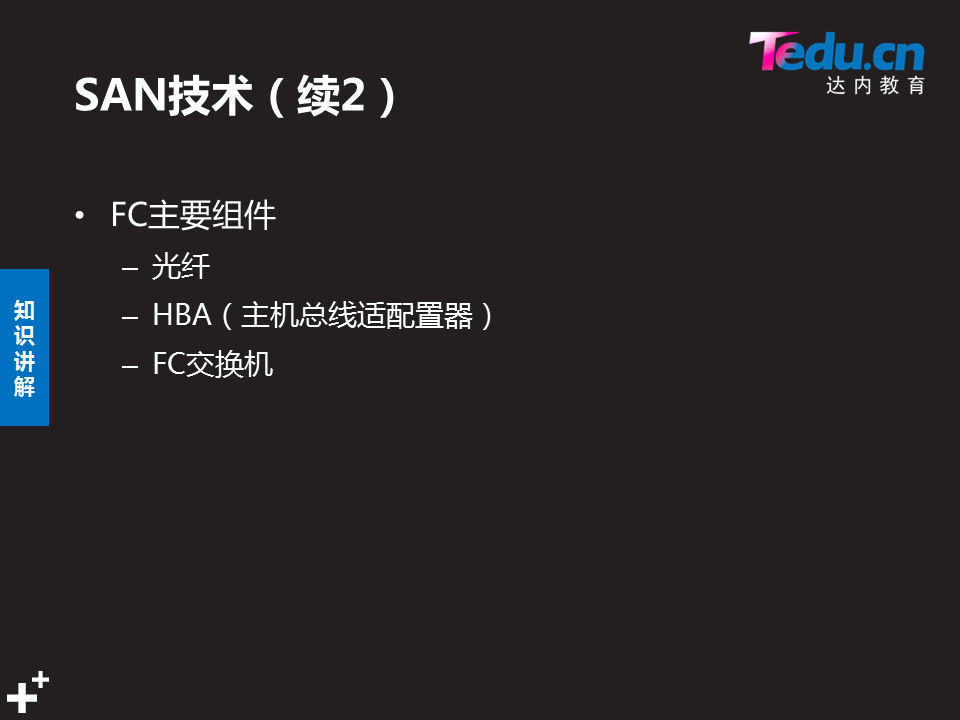 Tedu.cn
达内教育
SAN技术（续2）
• FC主要组件
– 光纤
– HBA（主机总线适配置器）
– FC交换机
知识讲解